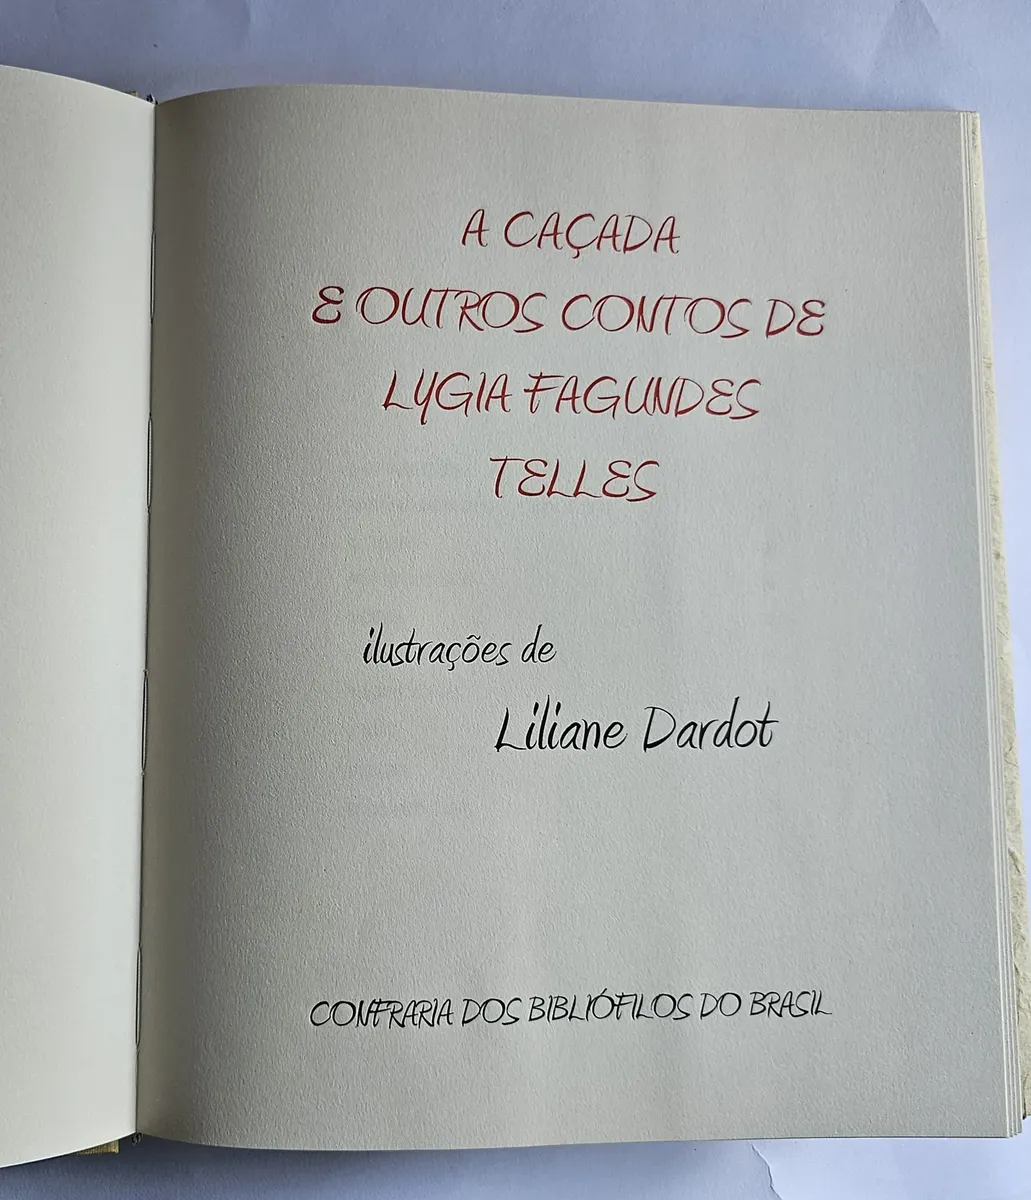 A CAÇADA
E OUTROS CONTOS DE
LYGIA FAGUNDES
TELLES
ilustrações de
Liliane Dardot
CONFRARIA DOS BIBLIÓFILOS DO BRASIL